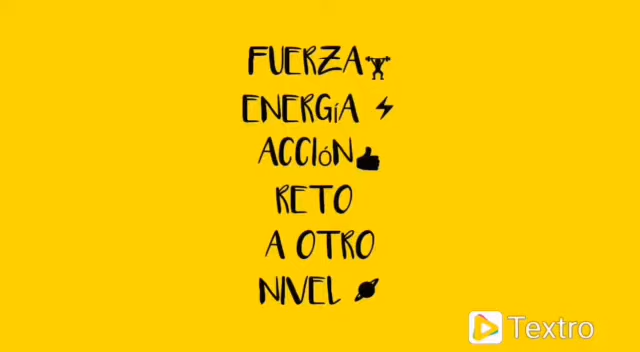 FUERZA🏋
ENERGÍA ⚡
ACCIÓN👍
RETO
A OTRO
NIVEL 🪐
Textro